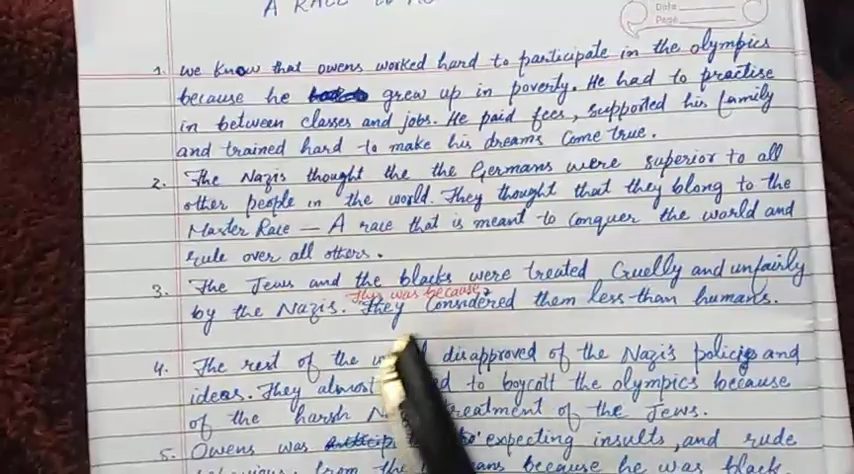 A RACE
Date
Page
1. we know that owens worked hard to participate in the olympics
because he grew up in poverty. He had to practise
in between classes and jobs. He paid fees, supported his family
and trained hard to make his dreams come true.
2. The Nazis thought the the Germans were superior to all
other people in the world. They thought that they blong to the
Master Race — A race that is meant to conquer the world and
rule over all others.
3. The Jews and the blacks were treated Cruelly and unfairly
This was because
by the Nazis. They Considered them less than humans.
4. The rest of the disapproved of the Nazi's policies and
ideas. They almost to boycott the olympics because
of the harsh treatment of the Jews.
5. Owens was expecting insults, and rude
from the because he was black